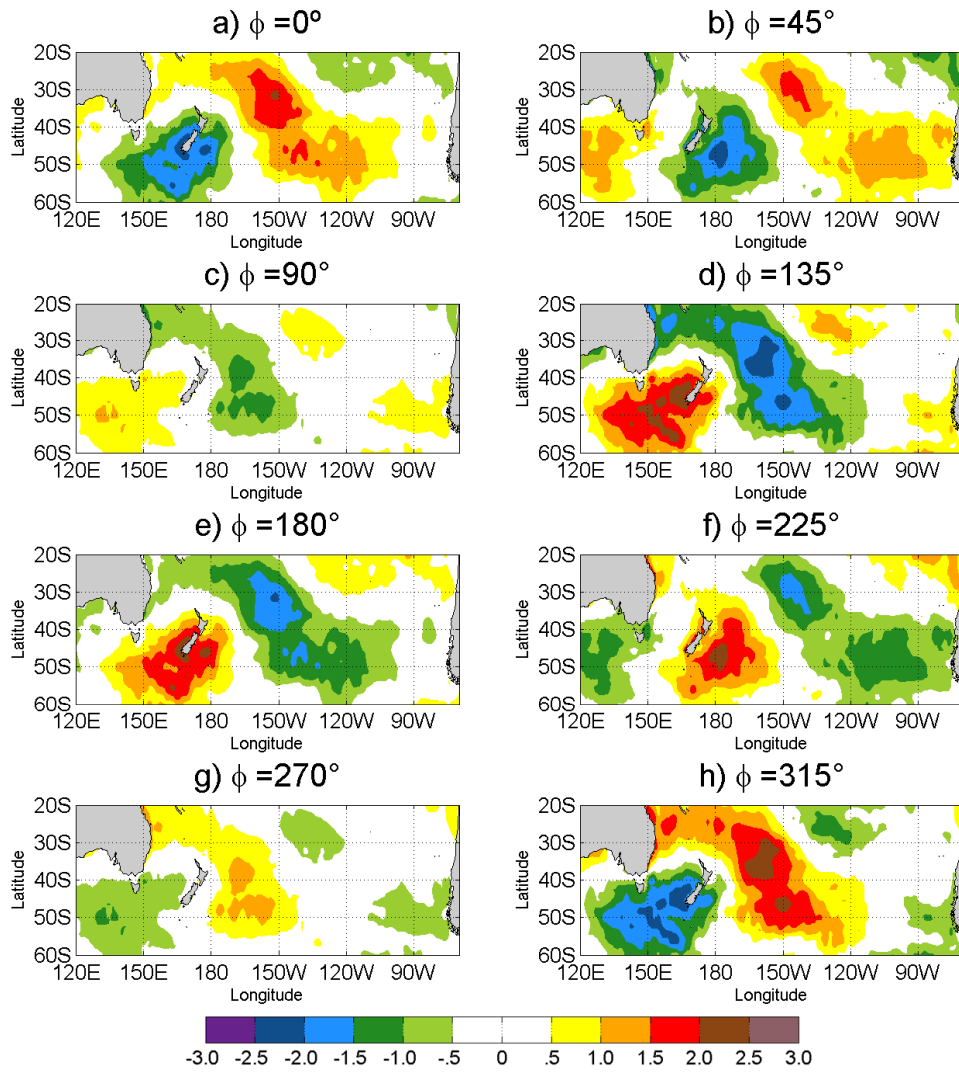 a) ϕ =0º
b) ϕ =45°
20S
30S
40S
50S
60S
Latitude
120E 150E 180 150W 120W 90W
Longitude
20S
30S
40S
50S
60S
Latitude
120E 150E 180 150W 120W 90W
Longitude
c) ϕ =90°
d) ϕ =135°
20S
30S
40S
50S
60S
Latitude
120E 150E 180 150W 120W 90W
Longitude
20S
30S
40S
50S
60S
Latitude
120E 150E 180 150W 120W 90W
Longitude
e) ϕ =180°
f) ϕ =225°
20S
30S
40S
50S
60S
Latitude
120E 150E 180 150W 120W 90W
Longitude
20S
30S
40S
50S
60S
Latitude
120E 150E 180 150W 120W 90W
Longitude
g) ϕ =270°
h) ϕ =315°
20S
30S
40S
50S
60S
Latitude
120E 150E 180 150W 120W 90W
Longitude
20S
30S
40S
50S
60S
Latitude
120E 150E 180 150W 120W 90W
Longitude
-3.0 -2.5 -2.0 -1.5 -1.0 -.5 0 .5 1.0 1.5 2.0 2.5 3.0